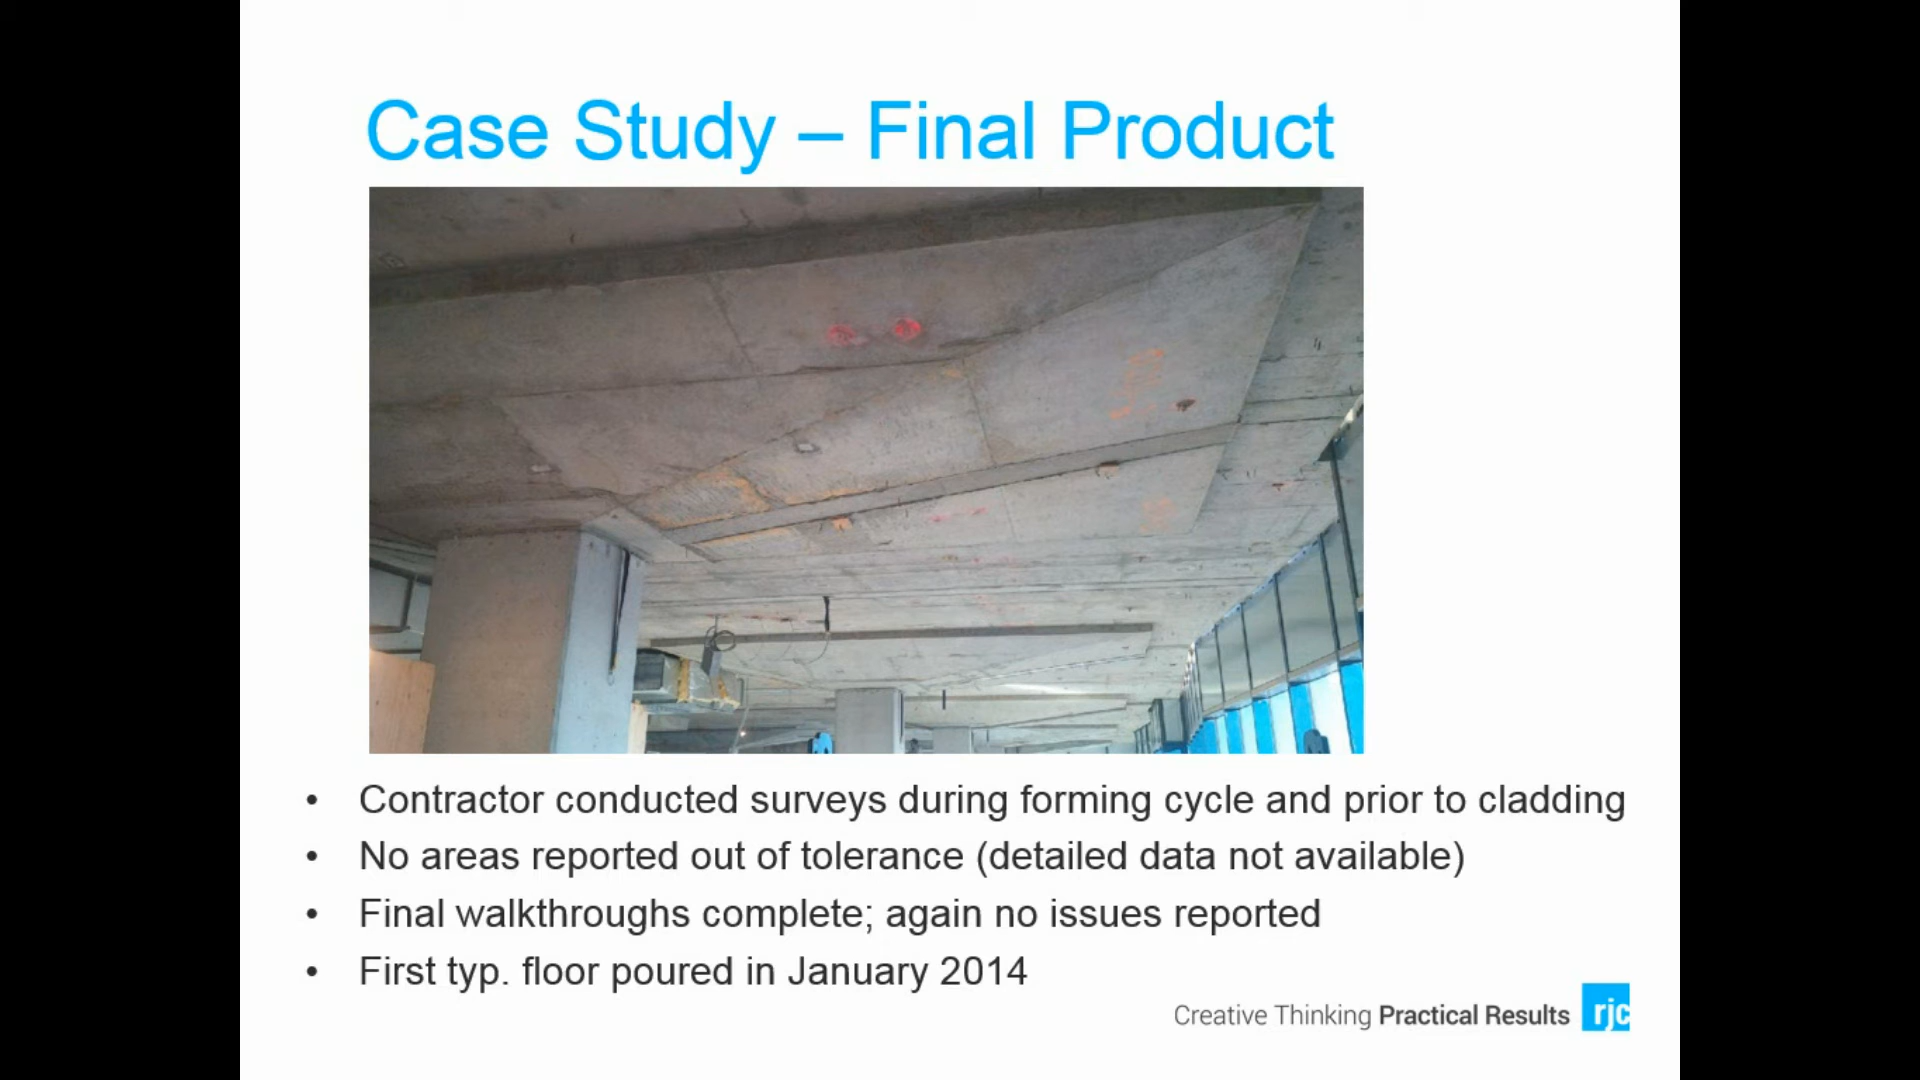 Case Study – Final Product
• Contractor conducted surveys during forming cycle and prior to cladding
• No areas reported out of tolerance (detailed data not available)
• Final walkthroughs complete; again no issues reported
• First typ. floor poured in January 2014
Creative Thinking Practical Results rjc